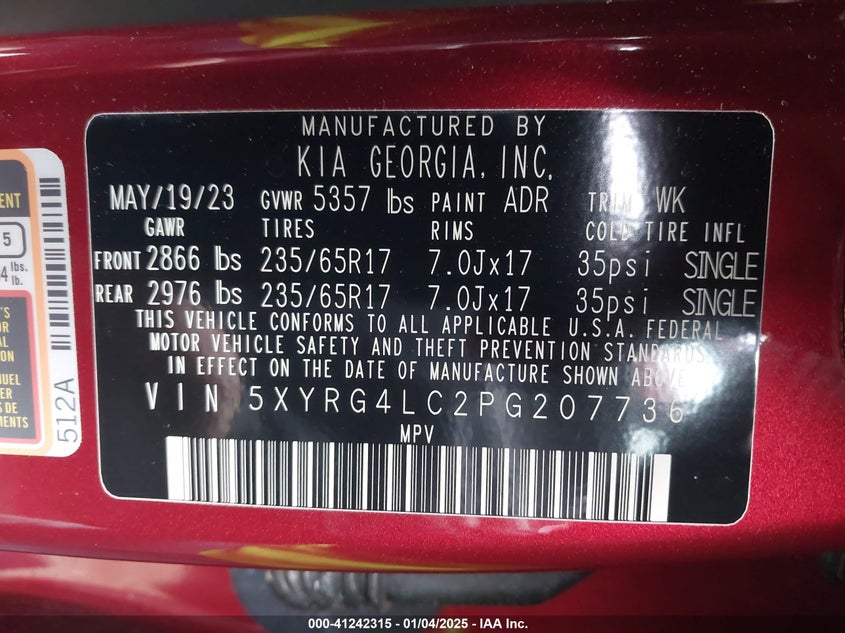 MANUFACTURED BY
KIA GEORGIA, INC.
MAY/19/23 GVWR 5357 lbs PAINT ADR TRIM WK
GAWR TIRES RIMS COLD TIRE INFL
FRONT 2866 lbs 235/65R17 7.0Jx17 35psi SINGLE
REAR 2976 lbs 235/65R17 7.0Jx17 35psi SINGLE
THIS VEHICLE CONFORMS TO ALL APPLICABLE U.S.A. FEDERAL
MOTOR VEHICLE SAFETY AND THEFT PREVENTION STANDARDS
IN EFFECT ON THE DATE OF MANUFACTURE SHOWN ABOVE
VIN 5XYRG4LC2PG207736
MPV
5
lbs.
lb.
512A
000-41242315 - 01/04/2025 - IAA Inc.